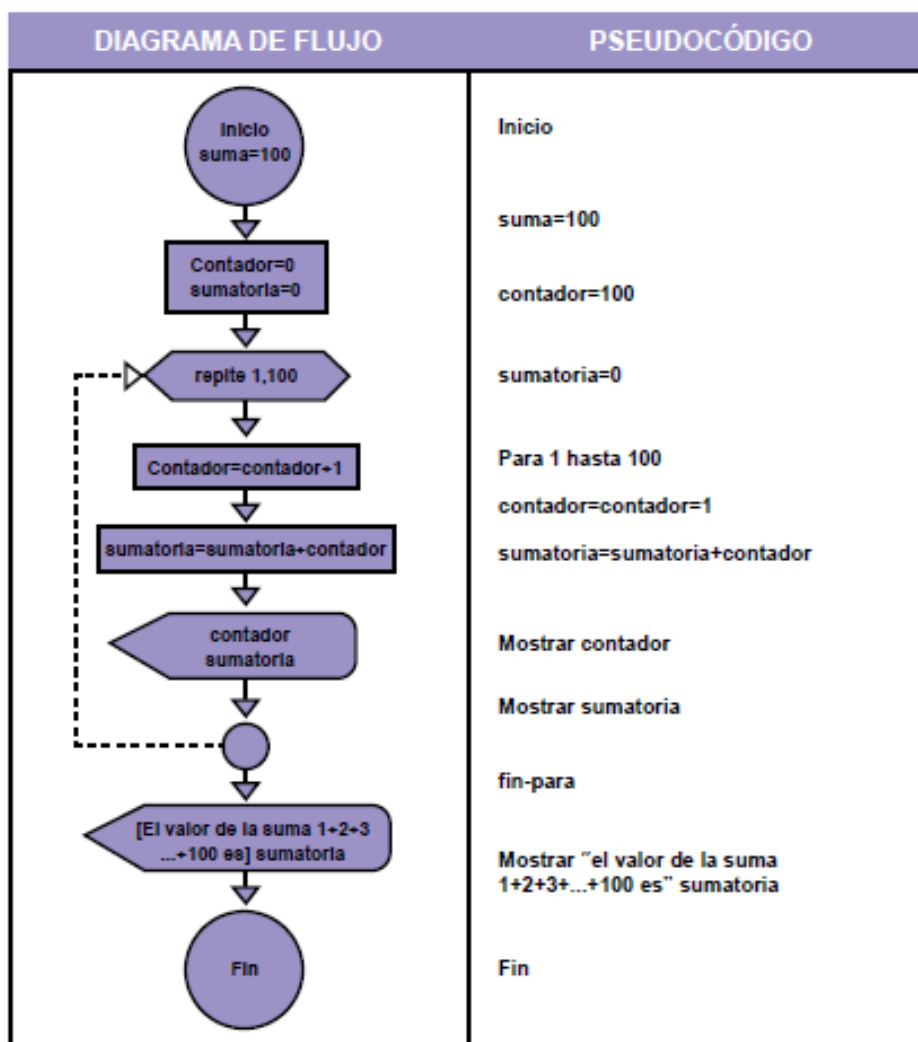 DIAGRAMA DE FLUJO
Inicio
suma=100
Contador=0
sumatoria=0
repite 1,100
Contador=contador+1
sumatoria=sumatoria+contador
contador
sumatoria
[El valor de la suma 1+2+3
...+100 es] sumatoria
Fin
PSEUDOCÓDIGO
Inicio
suma=100
contador=100
sumatoria=0
Para 1 hasta 100
contador=contador=1
sumatoria=sumatoria+contador
Mostrar contador
Mostrar sumatoria
fin-para
Mostrar ˝el valor de la suma
1+2+3+...+100 es˝ sumatoria
Fin